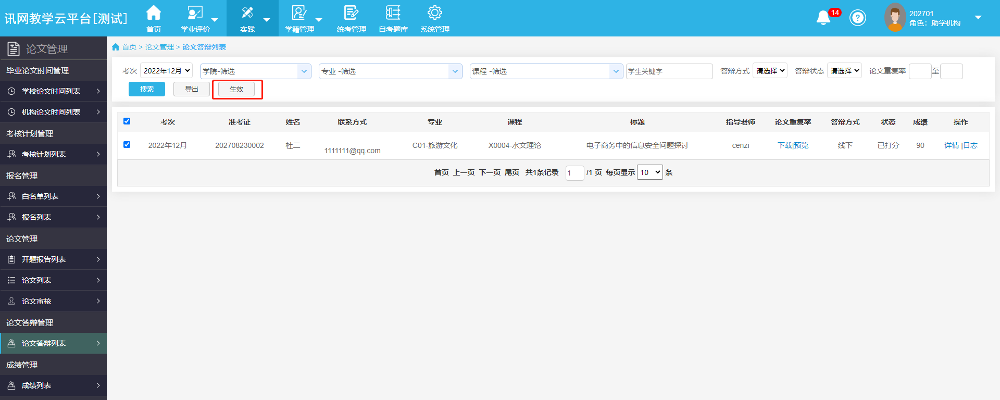 讯网教学云平台[测试]
首页
学业评价
实践
学籍管理
统考管理
自考题库
系统管理
14
?
202701
角色：助学机构
论文管理
毕业论文时间管理
学校论文时间列表
机构论文时间列表
考核计划管理
考核计划列表
报名管理
白名单列表
报名列表
论文管理
开题报告列表
论文列表
论文审核
论文答辩管理
论文答辩列表
成绩管理
成绩列表
首页 > 论文管理 > 论文答辩列表
考次 2022年12月 学院-筛选 专业 -筛选 课程 -筛选 学生关键字 答辩方式 请选择 答辩状态 请选择 论文重复率 至
搜索 导出 生效
考次 准考证 姓名 联系方式 专业 课程 标题 指导老师 论文重复率 答辩方式 状态 成绩 操作
2022年12月 202708230002 杜二 1111111@qq.com C01-旅游文化 X0004-水文理论 电子商务中的信息安全问题探讨 cenzi 下载|预览 线下 已打分 90 详情 |日志
首页 上一页 下一页 尾页 共1条记录 1 /1 页 每页显示 10 条